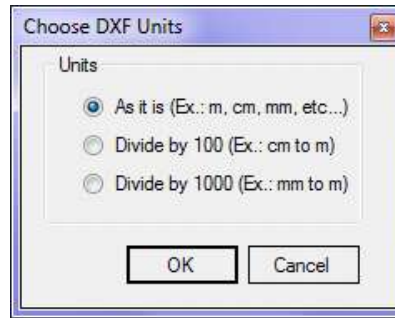 Choose DXF Units
Units
As it is (Ex.: m, cm, mm, etc...)
Divide by 100 (Ex.: cm to m)
Divide by 1000 (Ex.: mm to m)
OK Cancel